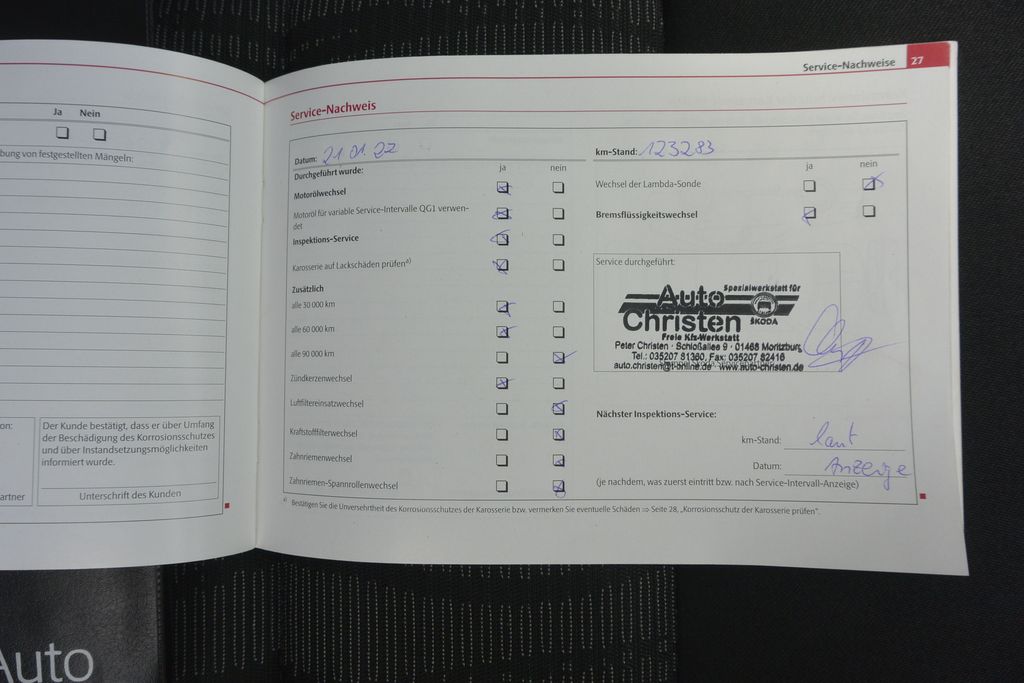 Ja Nein
bung von festgestellten Mängeln:
on:
artner
Der Kunde bestätigt, dass er über Umfang
der Beschädigung des Korrosionsschutzes
und über Instandsetzungsmöglichkeiten
informiert wurde.
Unterschrift des Kunden
Auto
Service-Nachweise 27
Service-Nachweis
Datum: 21.01.22
Durchgeführt wurde: ja nein
Motorölwechsel
Motoröl für variable Service-Intervalle QG1 verwen-
det
Inspektions-Service
Karosserie auf Lackschäden prüfen a)
Zusätzlich
alle 30 000 km
alle 60 000 km
alle 90 000 km
Zündkerzenwechsel
Luftfiltereinsatzwechsel
Kraftstofffilterwechsel
Zahnriemenwechsel
Zahnriemen-Spannrollenwechsel
km-Stand: 123283
ja nein
Wechsel der Lambda-Sonde
Bremsflüssigkeitswechsel
Service durchgeführt:
Spezialwerkstatt für
Auto
Christen
ŠKODA
Freie Kfz-Werkstatt
Peter Christen · Schloßallee 9 · 01468 Moritzburg
Tel.: 035207 81360, Fax: 035207 82416
auto.christen@t-online.de www.auto-christen.de
Nächster Inspektions-Service:
km-Stand: laut
Datum: Anzeige
(je nachdem, was zuerst eintritt bzw. nach Service-Intervall-Anzeige)
a) Bestätigen Sie die Unversehrtheit des Korrosionsschutzes der Karosserie bzw. vermerken Sie eventuelle Schäden ⇒ Seite 28, „Korrosionsschutz der Karosserie prüfen“.